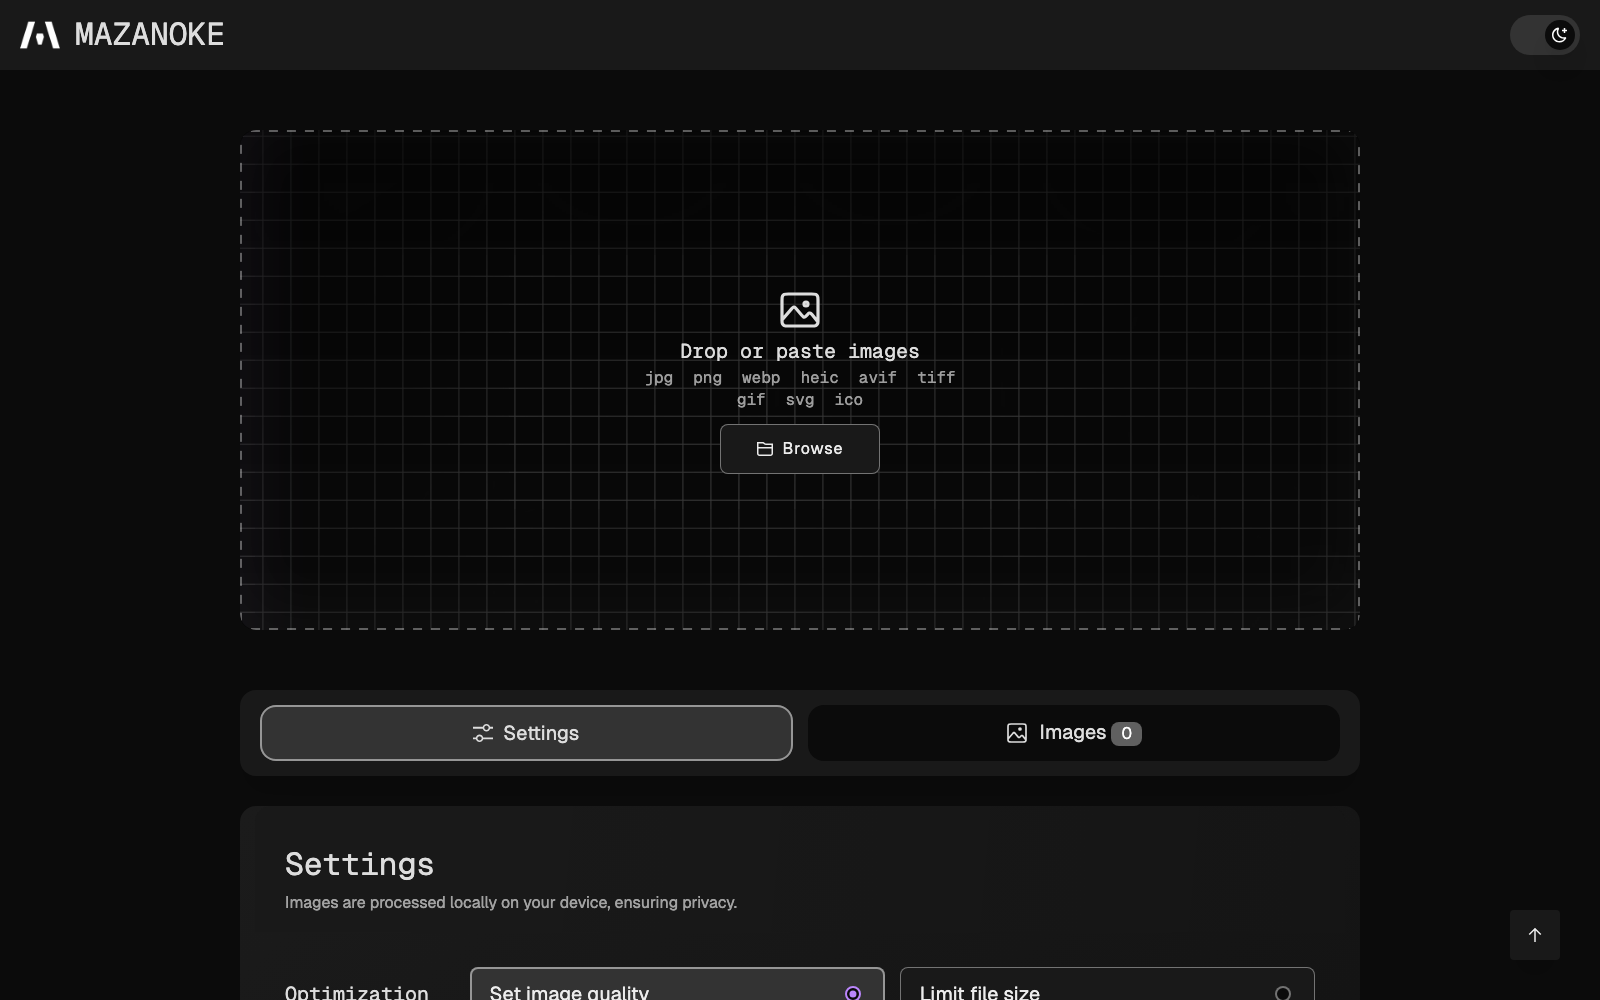 MAZANOKE
Drop or paste images
jpg png webp heic avif tiff
gif svg ico
Browse
Settings
Images 0
Settings
Images are processed locally on your device, ensuring privacy.
Optimization
Set image quality
Limit file size